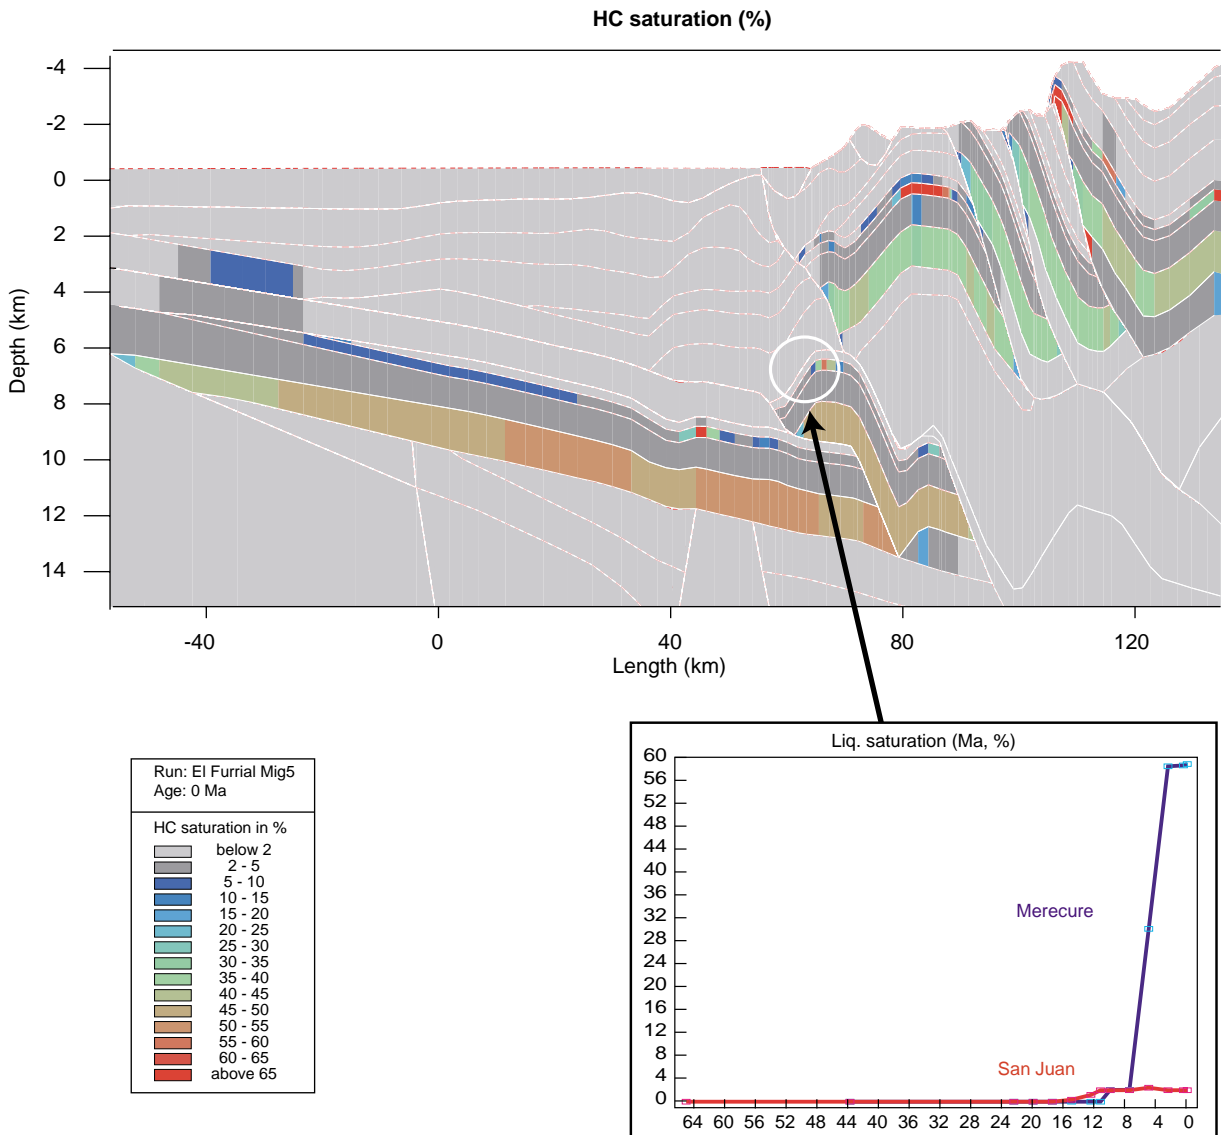 HC saturation (%)
-4
-2
0
2
4
6
8
10
12
14
Depth (km)
-40
0
40
80
120
Length (km)
Run: El Furrial Mig5
Age: 0 Ma
HC saturation in %
below 2
2 - 5
5 - 10
10 - 15
15 - 20
20 - 25
25 - 30
30 - 35
35 - 40
40 - 45
45 - 50
50 - 55
55 - 60
60 - 65
above 65
Liq. saturation (Ma, %)
60
56
52
48
44
40
36
32
28
24
20
16
12
8
4
0
Merecure
San Juan
64 60 56 52 48 44 40 36 32 28 24 20 16 12 8 4 0